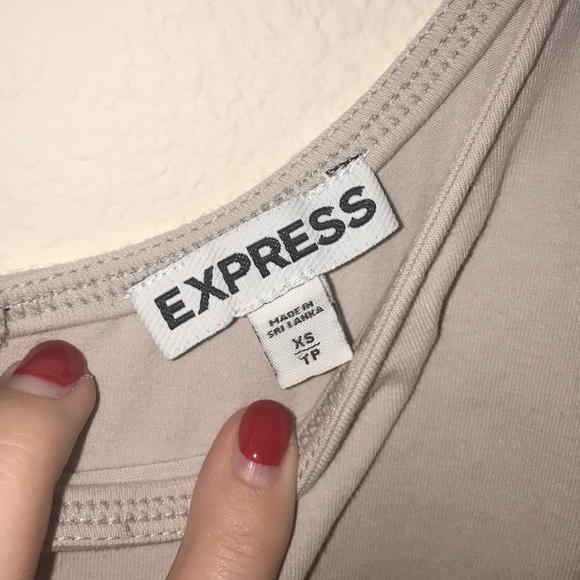 EXPRESS
MADE IN
SRI LANKA
XS
TP